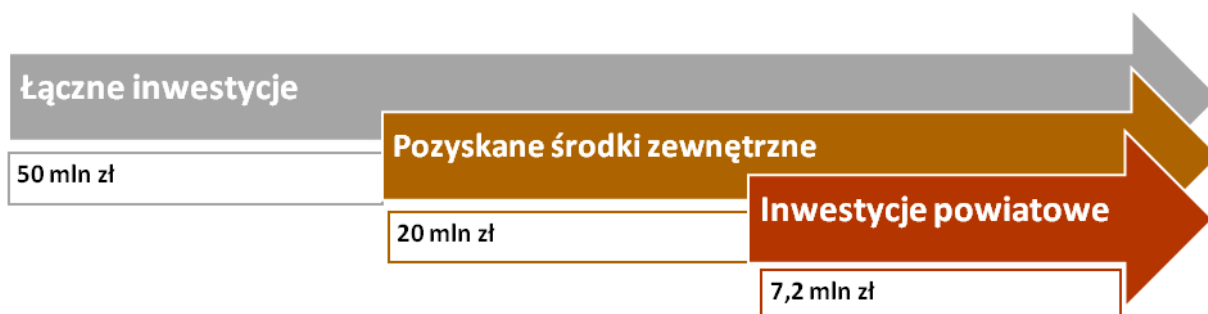 Łączne inwestycje
50 mln zł
Pozyskane środki zewnętrzne
20 mln zł
Inwestycje powiatowe
7,2 mln zł